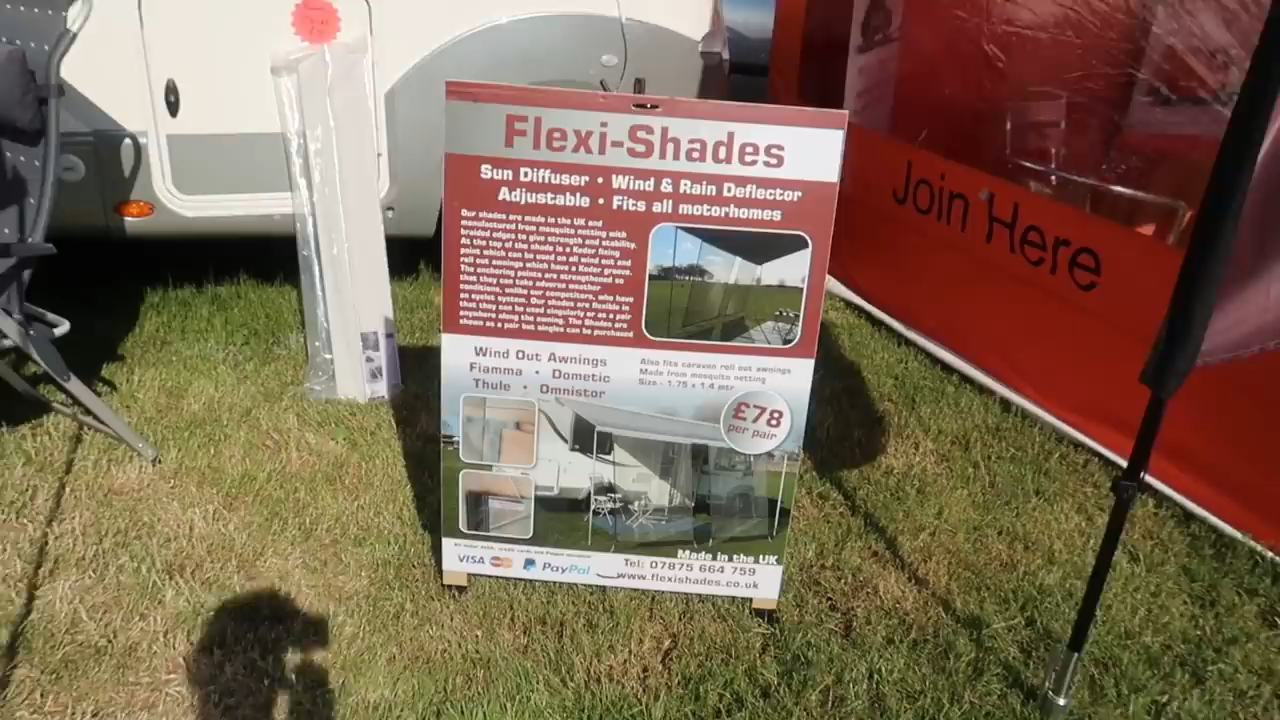 Flexi-Shades
Sun Diffuser • Wind & Rain Deflector
Adjustable • Fits all motorhomes
Our shades are made in the UK and
manufactured from mosquito netting with
braided edges to give strength and stability.
At the top of the shade is a Keder fixing
point which can be used on all wind out and
roll out awnings which have a Keder groove.
The anchoring points are strengthened so
that they can take adverse weather
conditions, unlike our competitors, who have
an eyelet system. Our shades are flexible in
that they can be used singularly or as a pair
anywhere along the awning. The Shades are
shown as a pair but singles can be purchased
Wind Out Awnings
Fiamma • Dometic
Thule • Omnistor
Also fits caravan roll out awnings
Made from mosquito netting
Size - 1.75 x 1.4 mtr
£78
per pair
Made in the UK
VISA PayPal
Tel: 07875 664 759
www.flexishades.co.uk
Join Here